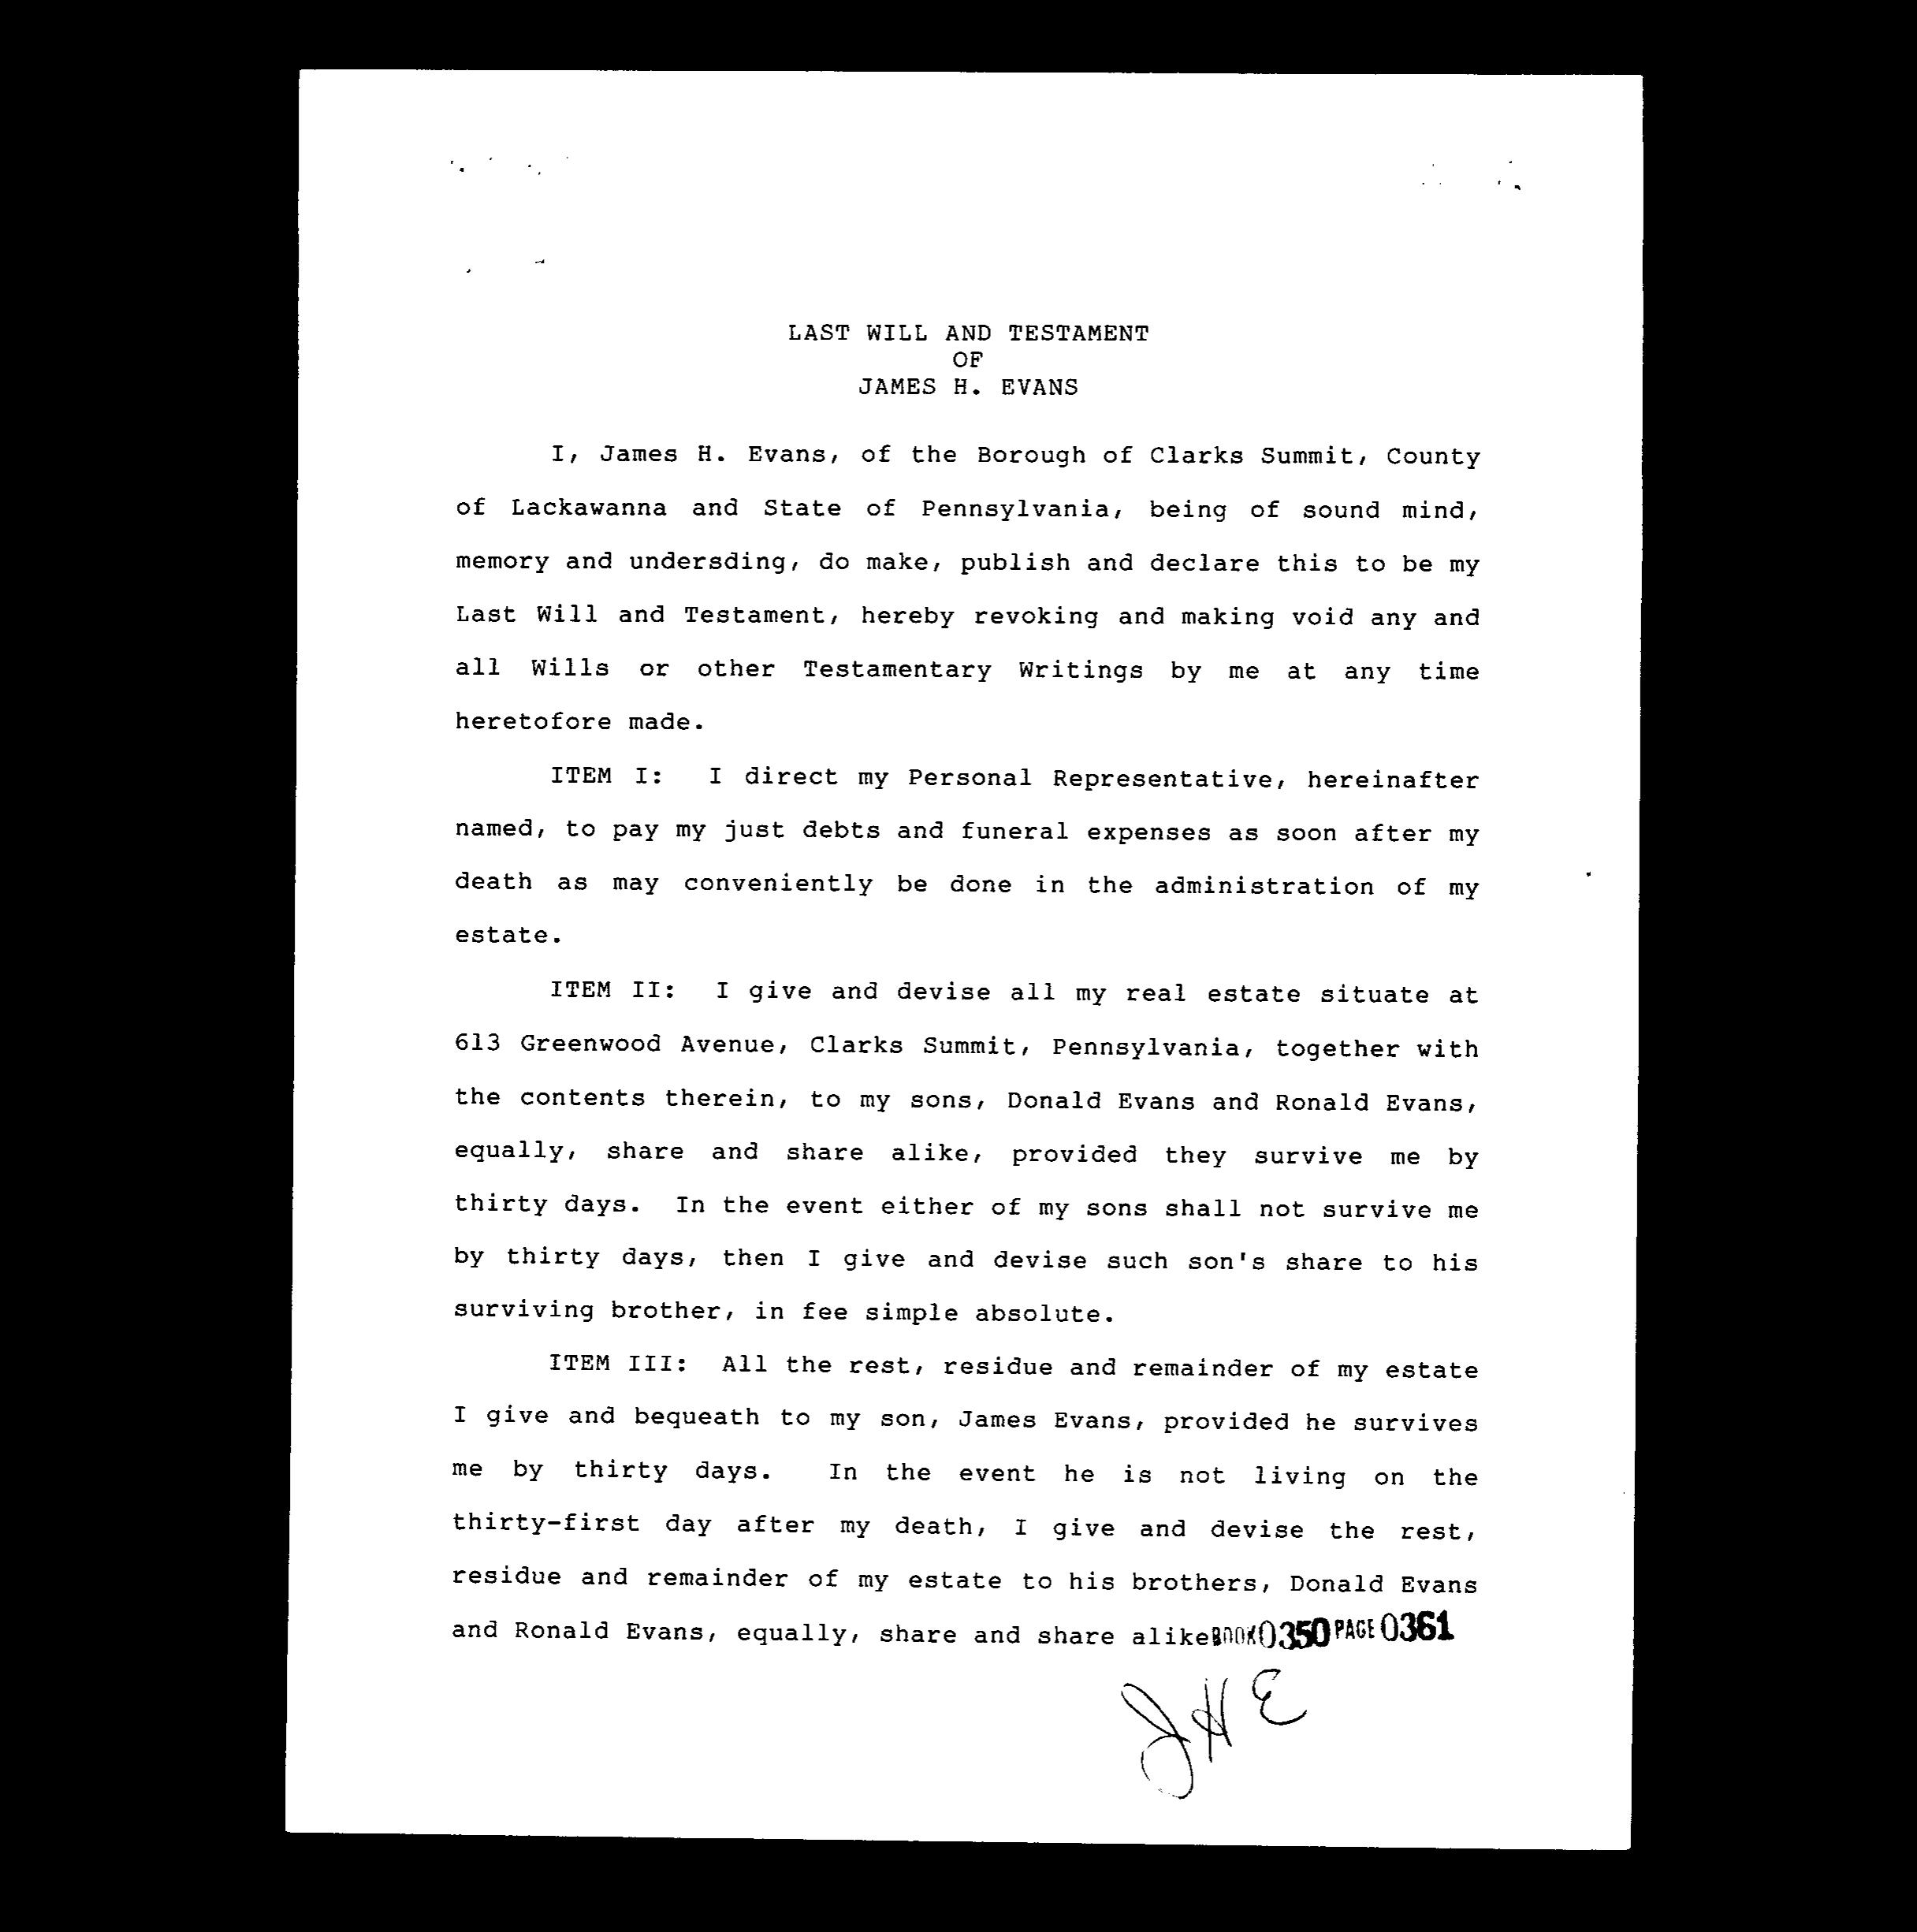 LAST WILL AND TESTAMENT
OF
JAMES H. EVANS
I, James H. Evans, of the Borough of Clarks Summit, County
of Lackawanna and State of Pennsylvania, being of sound mind,
memory and undersding, do make, publish and declare this to be my
Last Will and Testament, hereby revoking and making void any and
all Wills or other Testamentary Writings by me at any time
heretofore made.
ITEM I: I direct my Personal Representative, hereinafter
named, to pay my just debts and funeral expenses as soon after my
death as may conveniently be done in the administration of my
estate.
ITEM II: I give and devise all my real estate situate at
613 Greenwood Avenue, Clarks Summit, Pennsylvania, together with
the contents therein, to my sons, Donald Evans and Ronald Evans,
equally, share and share alike, provided they survive me by
thirty days. In the event either of my sons shall not survive me
by thirty days, then I give and devise such son's share to his
surviving brother, in fee simple absolute.
ITEM III: All the rest, residue and remainder of my estate
I give and bequeath to my son, James Evans, provided he survives
me by thirty days. In the event he is not living on the
thirty-first day after my death, I give and devise the rest,
residue and remainder of my estate to his brothers, Donald Evans
and Ronald Evans, equally, share and share alike BOOK 0350 PAGE 0361
JHE